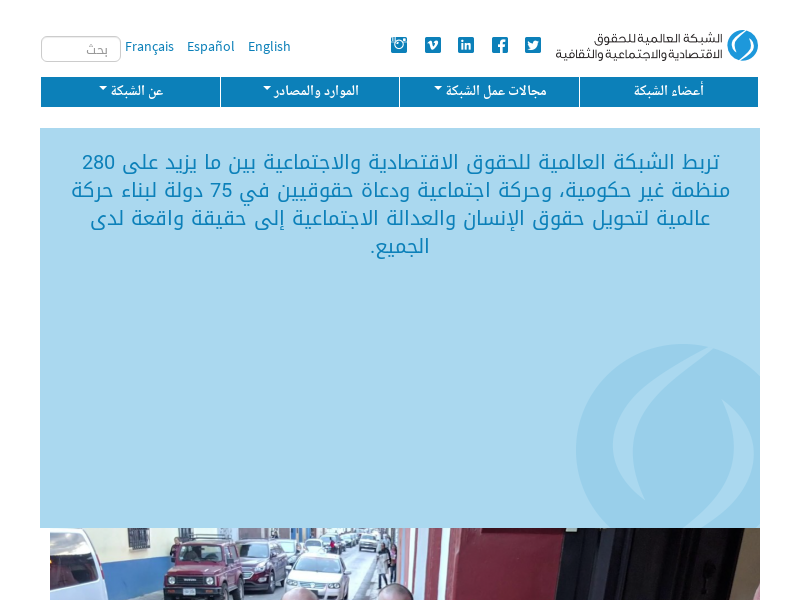 الشبكة العالمية للحقوق
الاقتصادية والاجتماعية والثقافية
English Español Français
بحث
أعضاء الشبكة
مجالات عمل الشبكة
الموارد والمصادر
عن الشبكة
تربط الشبكة العالمية للحقوق الاقتصادية والاجتماعية بين ما يزيد على 280
منظمة غير حكومية، وحركة اجتماعية ودعاة حقوقيين في 75 دولة لبناء حركة
عالمية لتحويل حقوق الإنسان والعدالة الاجتماعية إلى حقيقة واقعة لدى
الجميع.